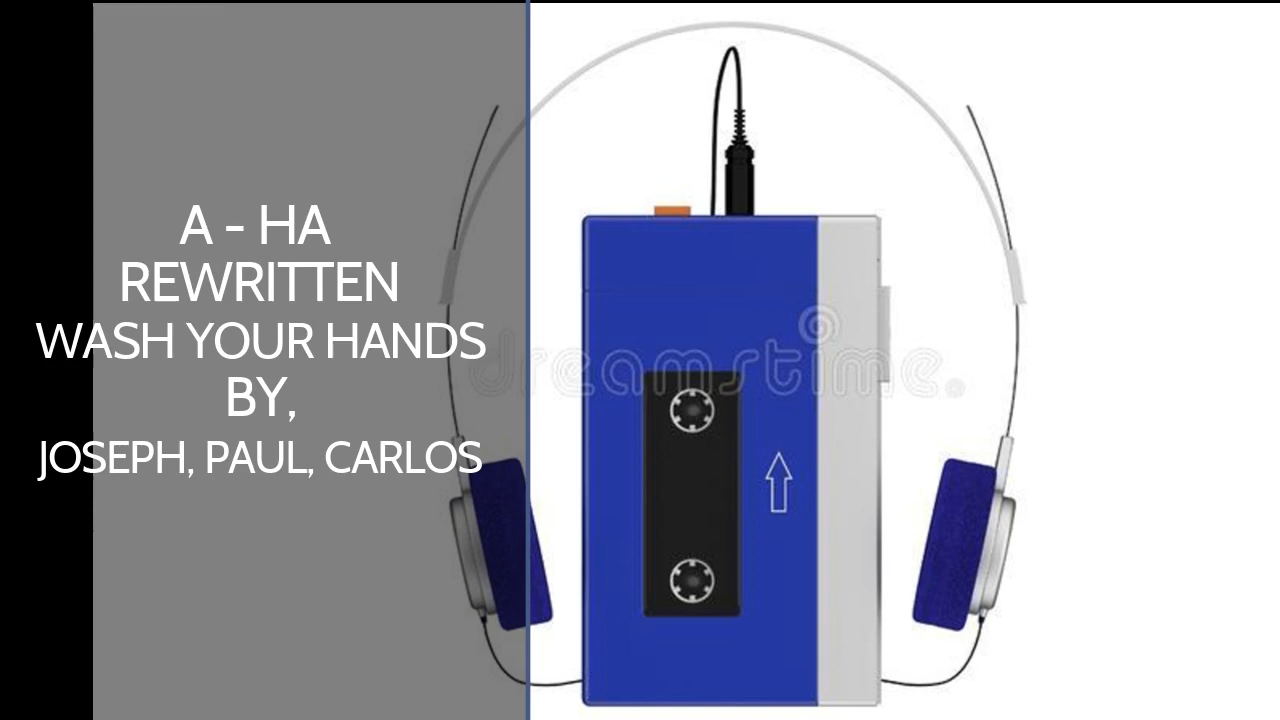 A - HA
REWRITTEN
WASH YOUR HANDS
BY,
JOSEPH, PAUL, CARLOS
dreamstime.